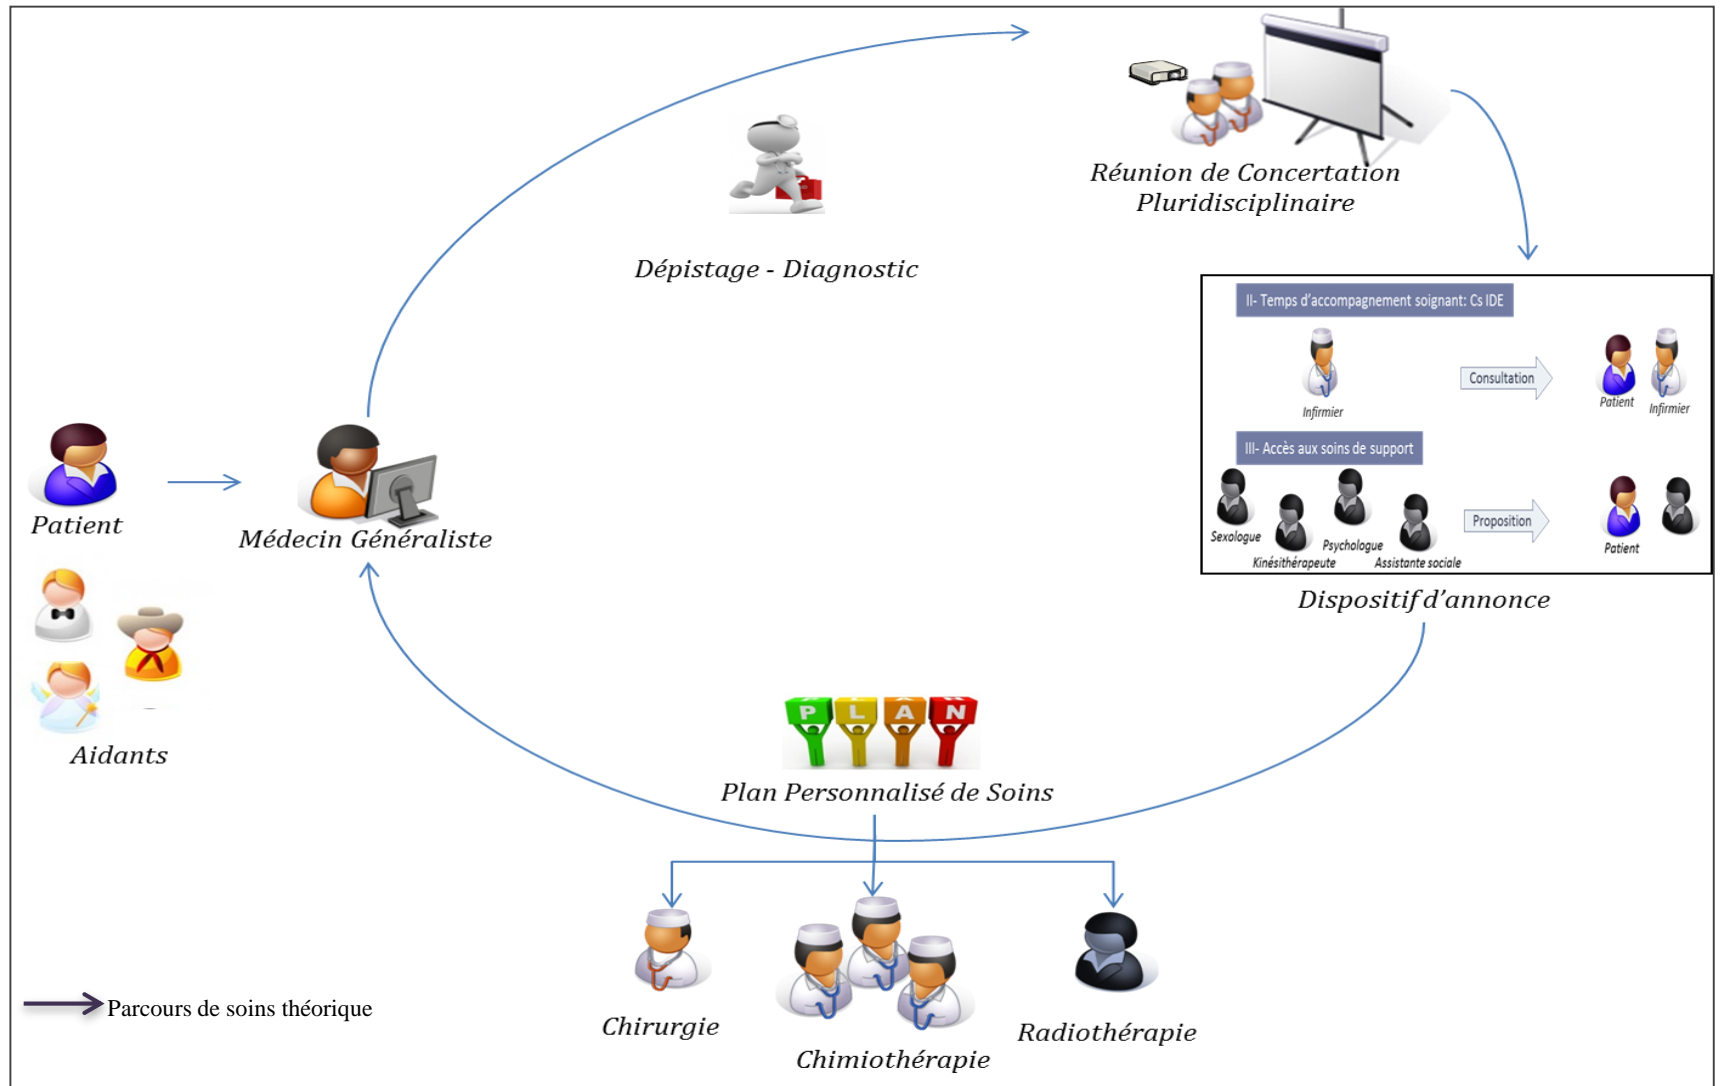 Réunion de Concertation
Pluridisciplinaire
Dépistage - Diagnostic
II- Temps d'accompagnement soignant: Cs IDE
Infirmier
Consultation
Patient
Infirmier
III- Accès aux soins de support
Sexologue
Kinésithérapeute
Psychologue
Assistante sociale
Proposition
Patient
Dispositif d'annonce
Patient
Médecin Généraliste
Aidants
P L A N
Plan Personnalisé de Soins
Chirurgie
Chimiothérapie
Radiothérapie
Parcours de soins théorique